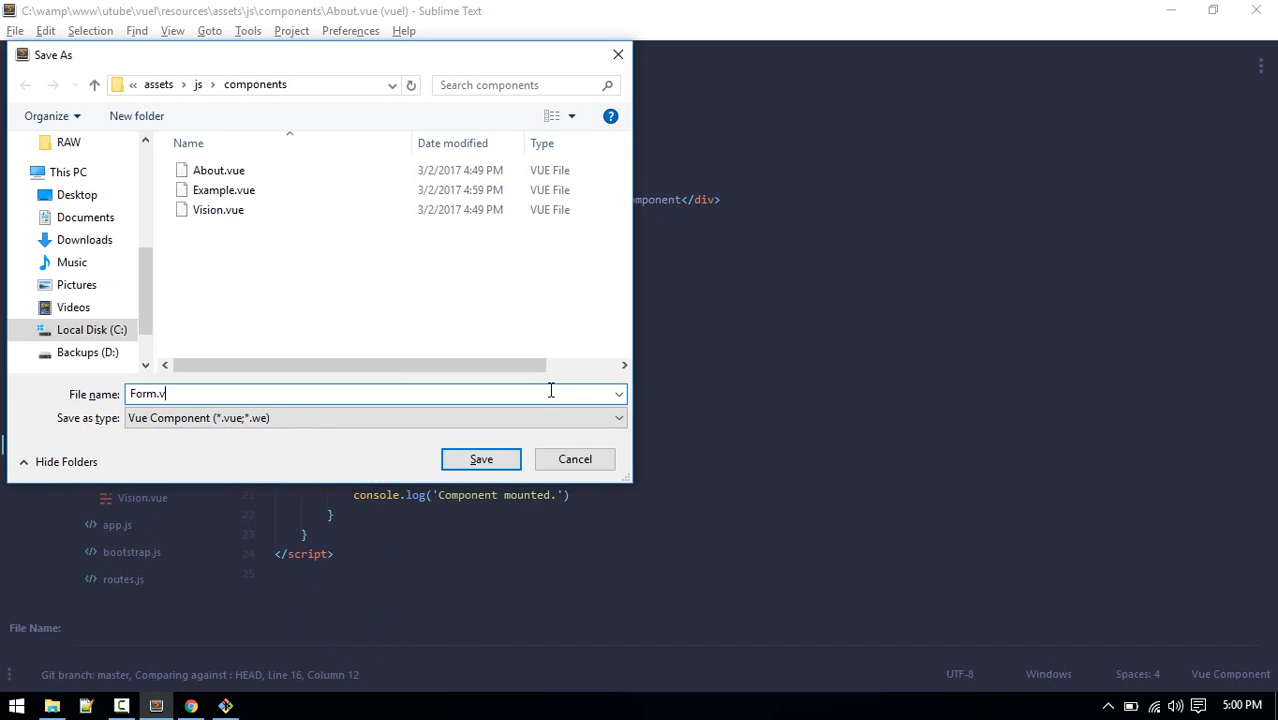 C:\wamp\www\utube\vuel\resources\assets\js\components\About.vue (vuel) - Sublime Text
File Edit Selection Find View Goto Tools Project Preferences Help
Save As
« assets > js > components
Search components
Organize New folder
Name Date modified Type
RAW
This PC
Desktop
Documents
Downloads
Music
Pictures
Videos
Local Disk (C:)
Backups (D:)
About.vue 3/2/2017 4:49 PM VUE File
Example.vue 3/2/2017 4:59 PM VUE File
Vision.vue 3/2/2017 4:49 PM VUE File
omponent</div>
File name: Form.v
Save as type: Vue Component (*.vue;*.we)
Hide Folders
Save Cancel
Vision.vue
app.js
bootstrap.js
routes.js
21 console.log('Component mounted.')
22 }
23 }
24 </script>
25
File Name:
Git branch: master, Comparing against : HEAD, Line 16, Column 12
UTF-8 Windows Spaces: 4 Vue Component
5:00 PM